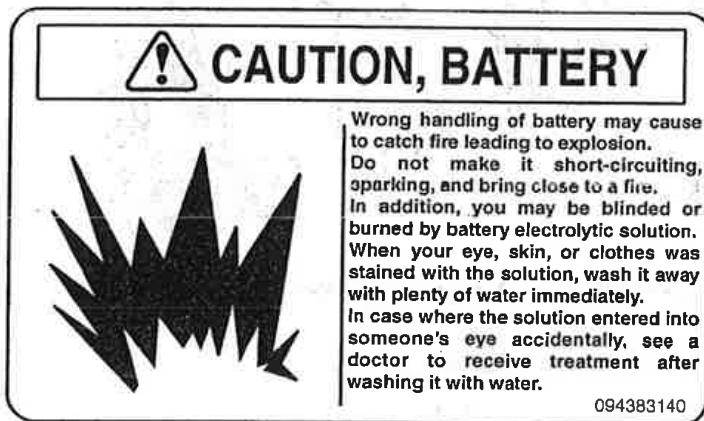 CAUTION, BATTERY
Wrong handling of battery may cause
to catch fire leading to explosion.
Do not make it short-circuiting,
sparking, and bring close to a fire.
In addition, you may be blinded or
burned by battery electrolytic solution.
When your eye, skin, or clothes was
stained with the solution, wash it away
with plenty of water immediately.
In case where the solution entered into
someone's eye accidentally, see a
doctor to receive treatment after
washing it with water.
094383140